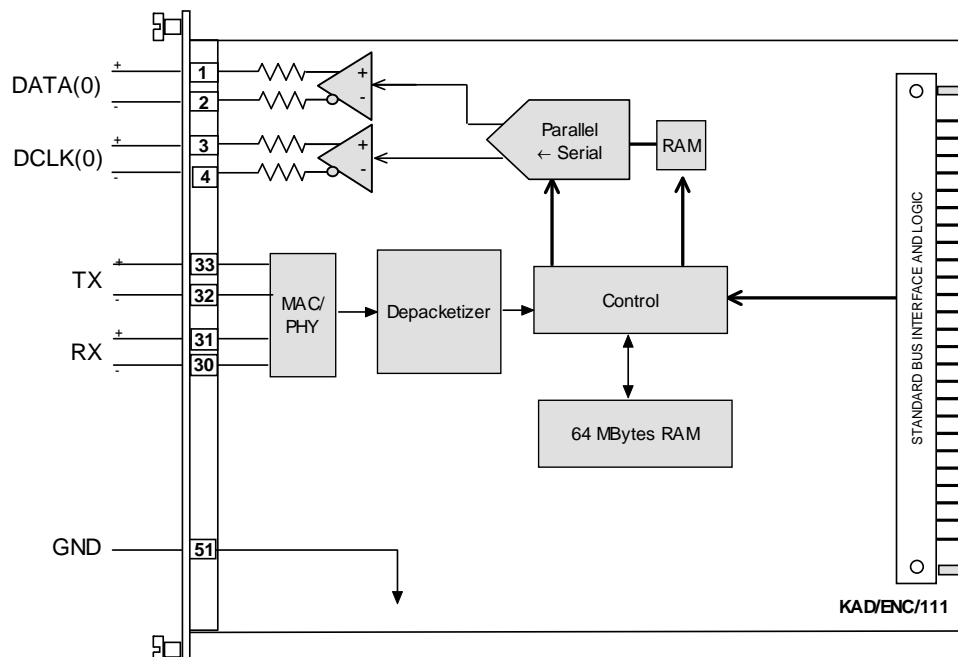 DATA(0)
+
-
1
2
+
-
DCLK(0)
+
-
3
4
+
-
Parallel
← Serial
RAM
TX
+
-
33
32
RX
+
-
31
30
MAC/
PHY
Depacketizer
Control
64 MBytes RAM
STANDARD BUS INTERFACE AND LOGIC
GND
51
KAD/ENC/111